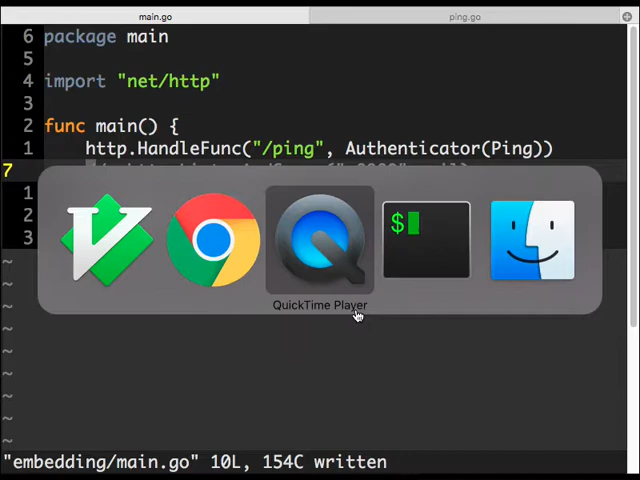 main.go
ping.go
6 package main
5
4 import "net/http"
3
2 func main() {
1 http.HandleFunc("/ping", Authenticator(Ping))
7
1
2
3
$
QuickTime Player
~
~
~
~
~
~
~
~
~
"embedding/main.go" 10L, 154C written